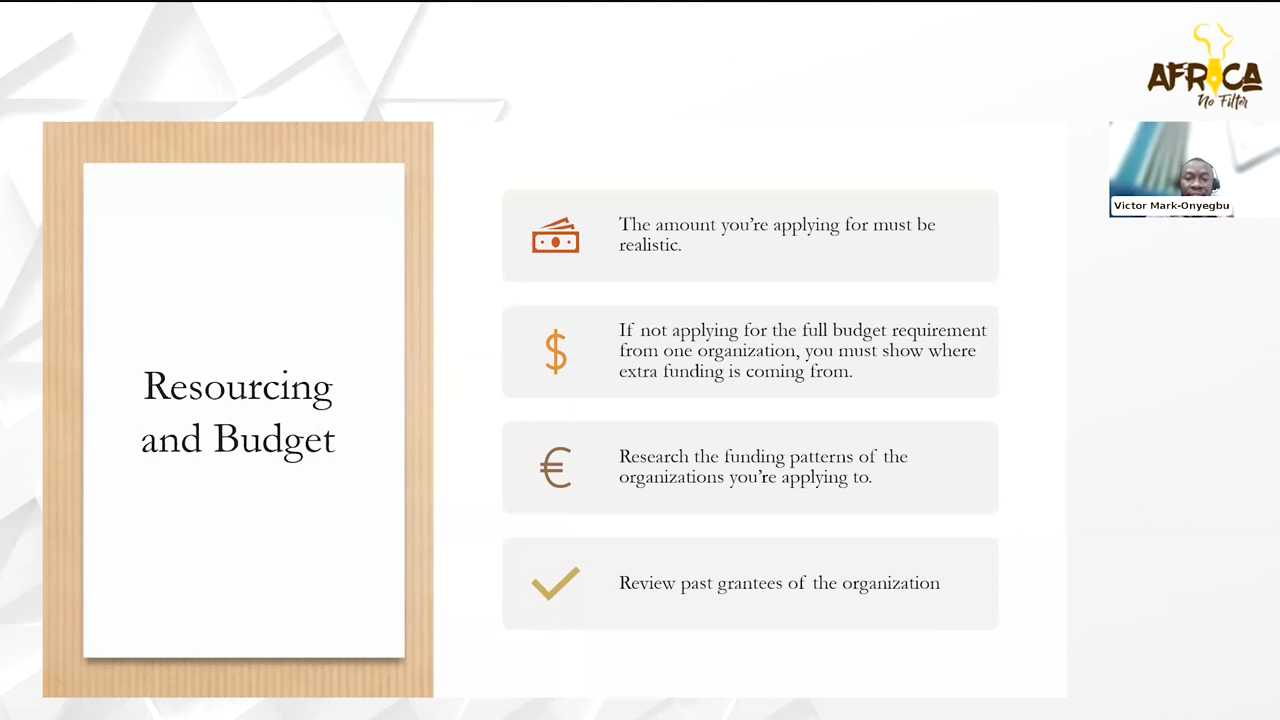 AFRICA
No Filter
Victor Mark-Onyegbu
Resourcing
and Budget
The amount you’re applying for must be
realistic.
If not applying for the full budget requirement
from one organization, you must show where
extra funding is coming from.
Research the funding patterns of the
organizations you’re applying to.
Review past grantees of the organization